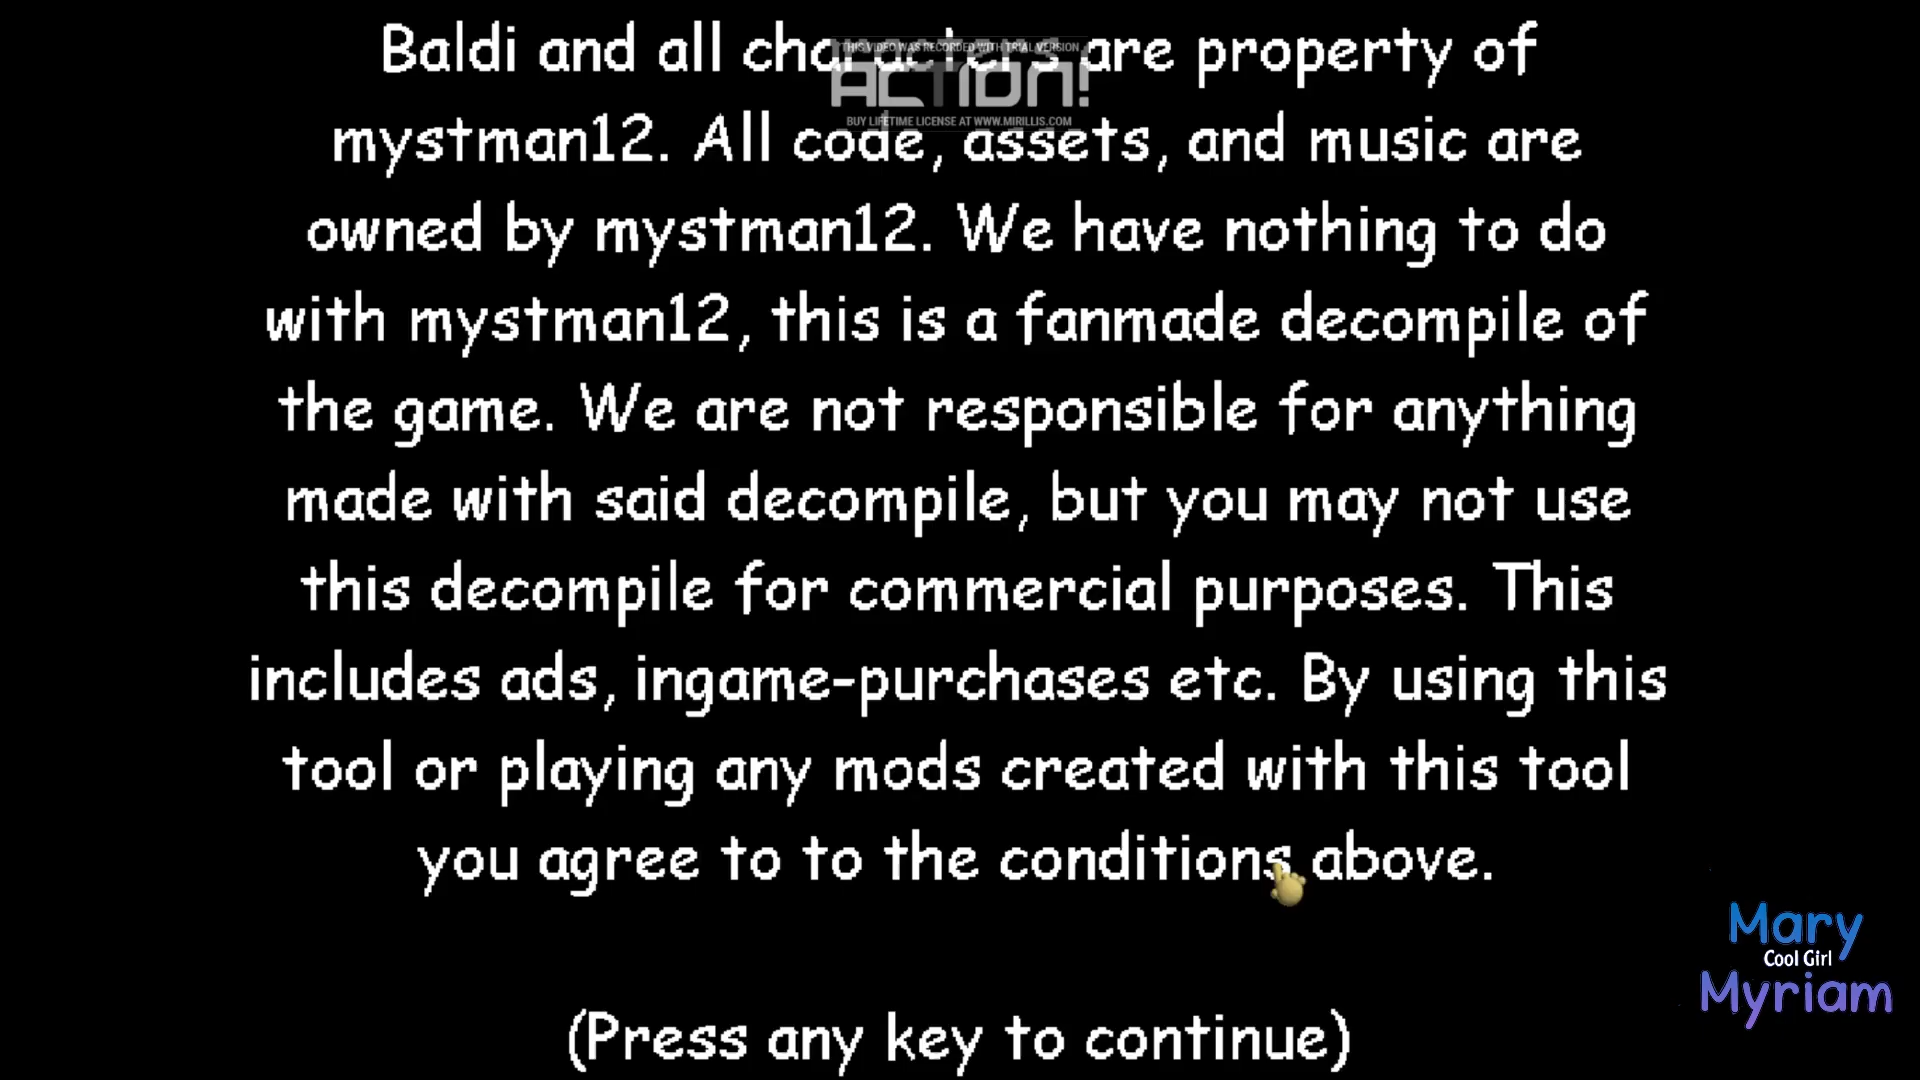 Baldi and all characters are property of
THIS VIDEO WAS RECORDED WITH TRIAL VERSION
ACTION!
BUY LIFETIME LICENSE AT WWW.MIRILLIS.COM
mystman12. All code, assets, and music are
owned by mystman12. We have nothing to do
with mystman12, this is a fanmade decompile of
the game. We are not responsible for anything
made with said decompile, but you may not use
this decompile for commercial purposes. This
includes ads, ingame-purchases etc. By using this
tool or playing any mods created with this tool
you agree to to the conditions above.
Mary
Cool Girl
Myriam
(Press any key to continue)